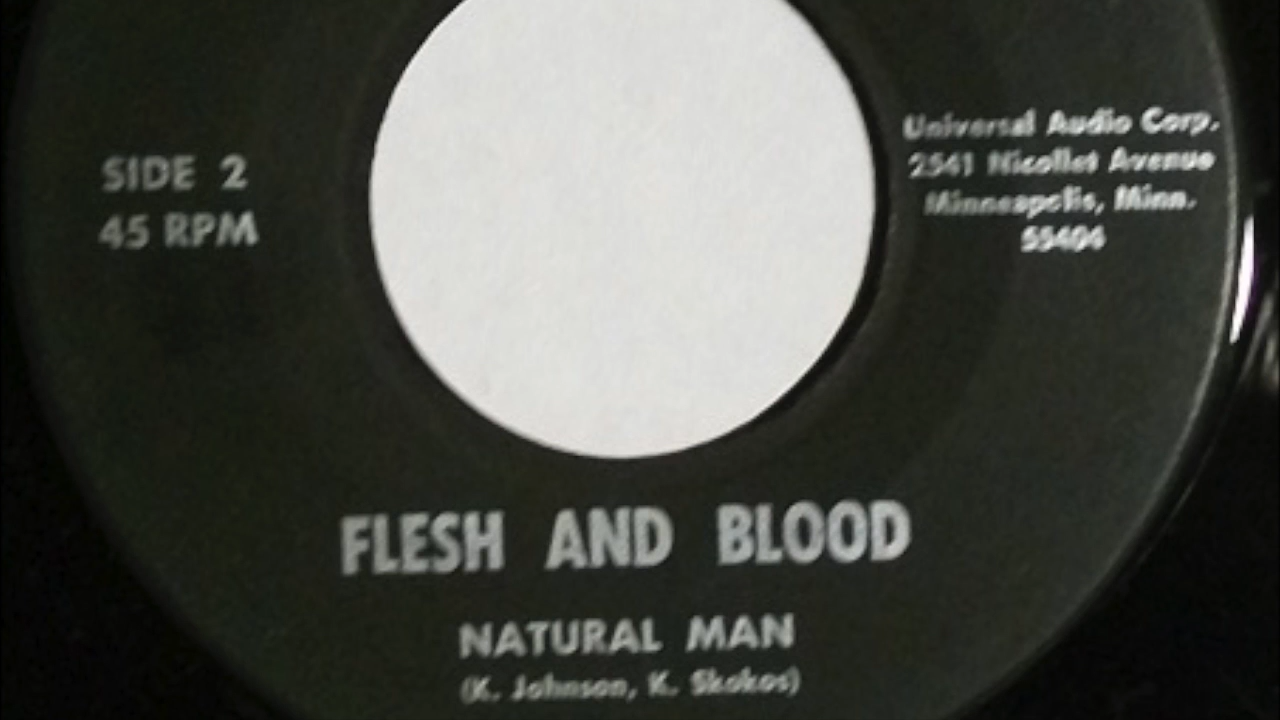 SIDE 2
45 RPM
Universal Audio Corp.
2541 Nicollet Avenue
Minneapolis, Minn.
55404
FLESH AND BLOOD
NATURAL MAN
(K. Johnson, K. Skokos)